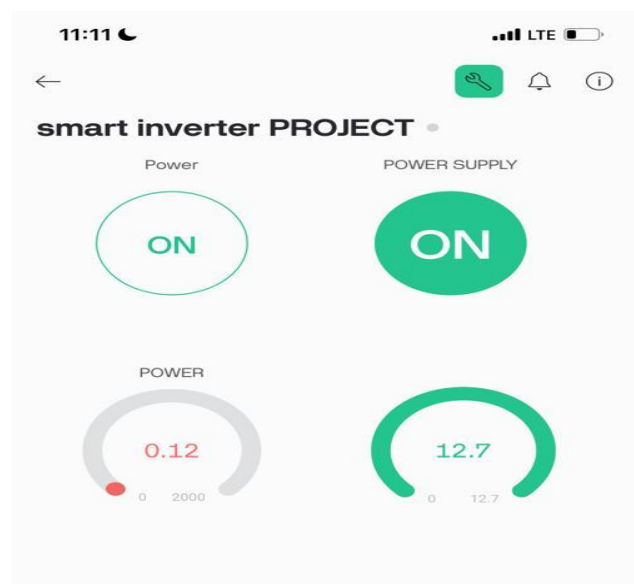 11:11 LTE
smart inverter PROJECT
Power POWER SUPPLY
ON ON
POWER
0.12 12.7
0 2000 0 12.7